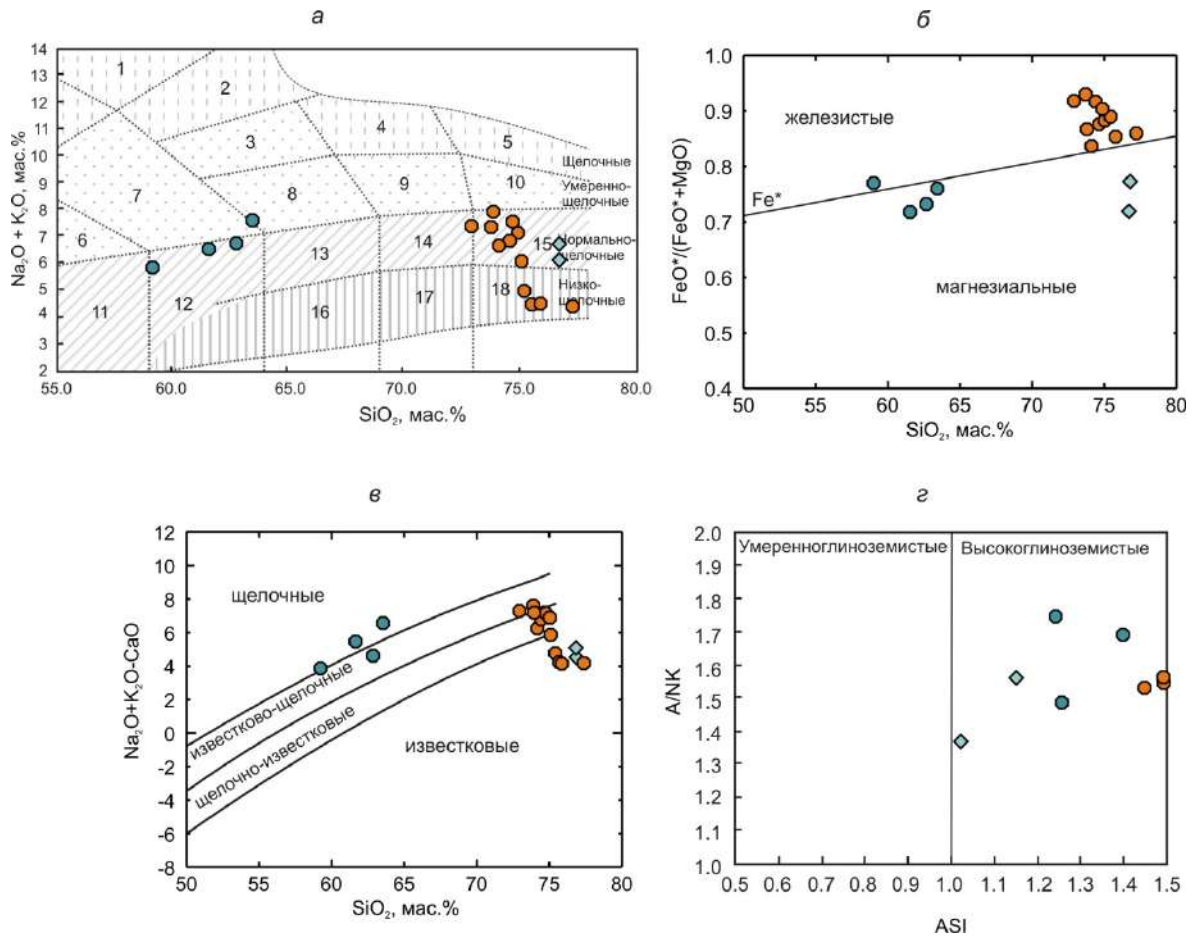 а
14
13
12
11
10
9
8
7
6
5
4
3
2
Na₂O + K₂O, мас.%
1
2
3
4
5
Щелочные
6
7
8
9
10
Умеренно-
щелочные
11
12
13
14
15
Нормально-
щелочные
16
17
18
Низко-
щелочные
55.0 60.0 65.0 70.0 75.0 80.0
SiO₂, мас.%
б
1.0
0.9
0.8
0.7
0.6
0.5
0.4
FeO*/(FeO*+MgO)
железистые
Fe*
магнезиальные
50 55 60 65 70 75 80
SiO₂, мас.%
в
12
10
8
6
4
2
0
-2
-4
-6
-8
Na₂O+K₂O-CaO
щелочные
известково-щелочные
щелочно-известковые
известковые
50 55 60 65 70 75 80
SiO₂, мас.%
г
2.0
1.9
1.8
1.7
1.6
1.5
1.4
1.3
1.2
1.1
1.0
A/NK
Умеренноглиноземистые
Высокоглиноземистые
0.5 0.6 0.7 0.8 0.9 1.0 1.1 1.2 1.3 1.4 1.5
ASI